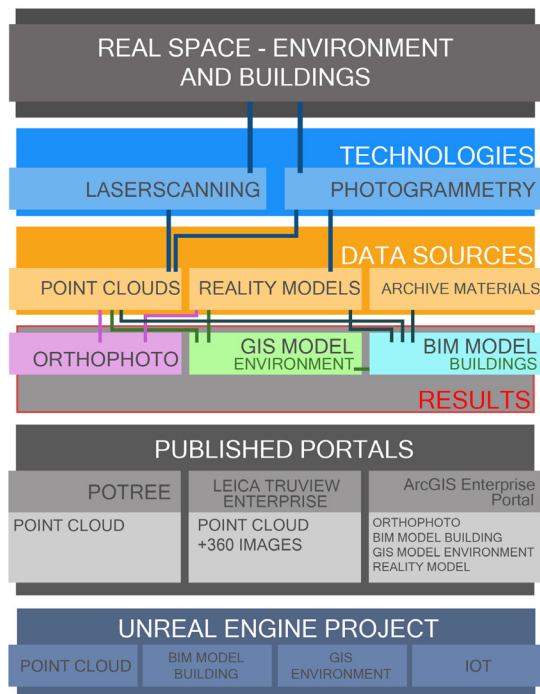 REAL SPACE - ENVIRONMENT
AND BUILDINGS
TECHNOLOGIES
LASERSCANNING
PHOTOGRAMMETRY
DATA SOURCES
POINT CLOUDS
REALITY MODELS
ARCHIVE MATERIALS
ORTHOPHOTO
GIS MODEL
ENVIRONMENT
BIM MODEL
BUILDINGS
RESULTS
PUBLISHED PORTALS
POTREE
POINT CLOUD
LEICA TRUVIEW
ENTERPRISE
POINT CLOUD
+360 IMAGES
ArcGIS Enterprise
Portal
ORTHOPHOTO
BIM MODEL BUILDING
GIS MODEL ENVIRONMENT
REALITY MODEL
UNREAL ENGINE PROJECT
POINT CLOUD
BIM MODEL
BUILDING
GIS
ENVIRONMENT
IOT